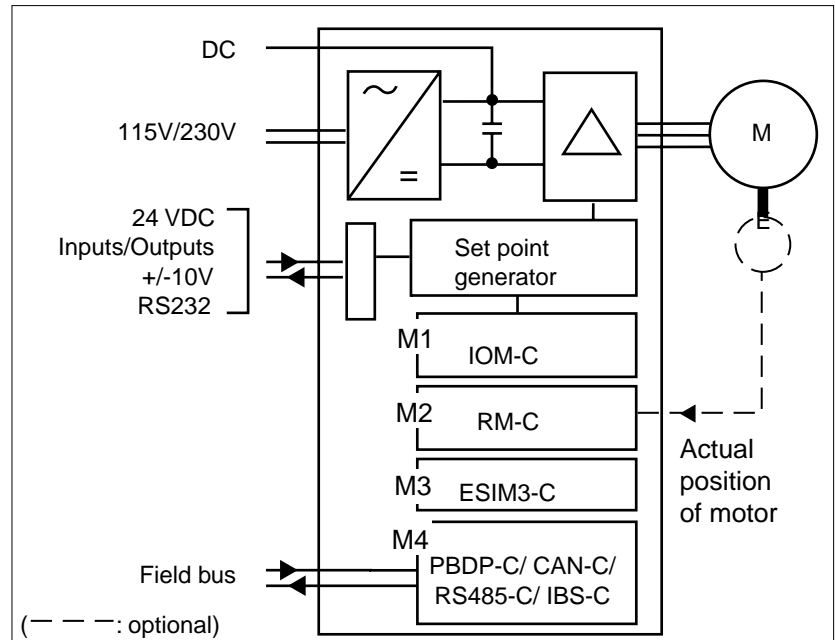 DC
115V/230V
M
24 VDC
Inputs/Outputs
+/-10V
RS232
E
Set point
generator
M1
IOM-C
M2
RM-C
Actual
position
of motor
M3
ESIM3-C
M4
PBDP-C/ CAN-C/
RS485-C/ IBS-C
Field bus
(— — —: optional)